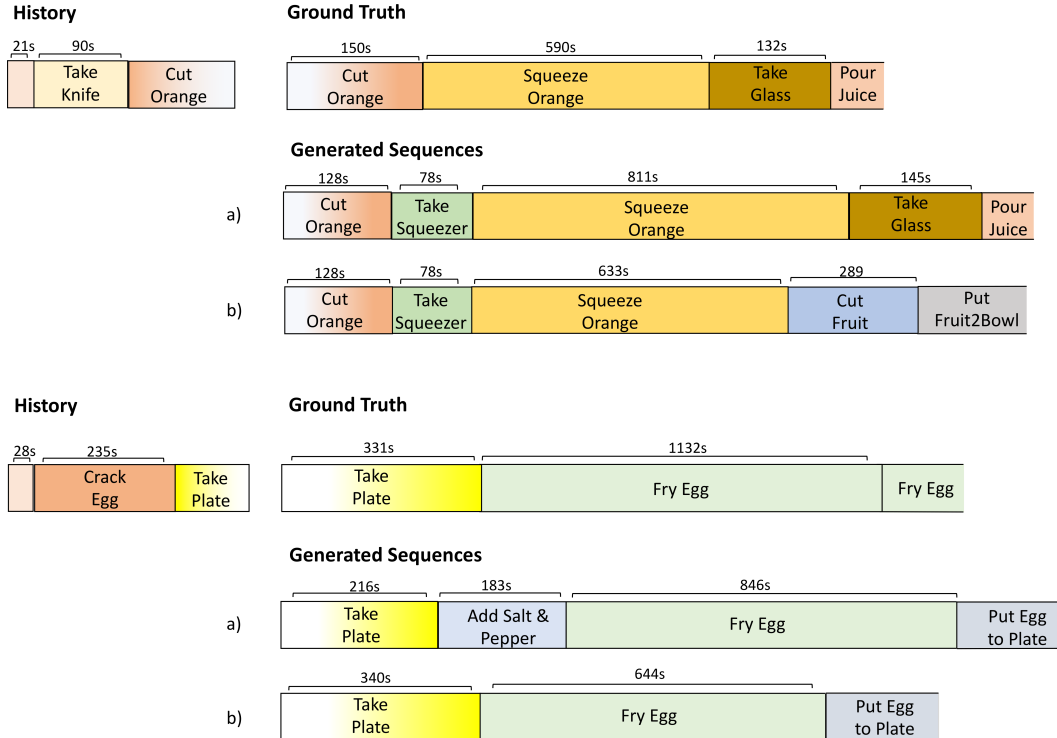 History
Ground Truth
21s
90s
150s
590s
132s
Take
Knife
Cut
Orange
Cut
Orange
Squeeze
Orange
Take
Glass
Pour
Juice
Generated Sequences
128s
78s
811s
145s
a)
Cut
Orange
Take
Squeezer
Squeeze
Orange
Take
Glass
Pour
Juice
128s
78s
633s
289
b)
Cut
Orange
Take
Squeezer
Squeeze
Orange
Cut
Fruit
Put
Fruit2Bowl
History
Ground Truth
28s
235s
331s
1132s
Crack
Egg
Take
Plate
Take
Plate
Fry Egg
Fry Egg
Generated Sequences
216s
183s
846s
a)
Take
Plate
Add Salt &
Pepper
Fry Egg
Put Egg
to Plate
340s
644s
b)
Take
Plate
Fry Egg
Put Egg
to Plate